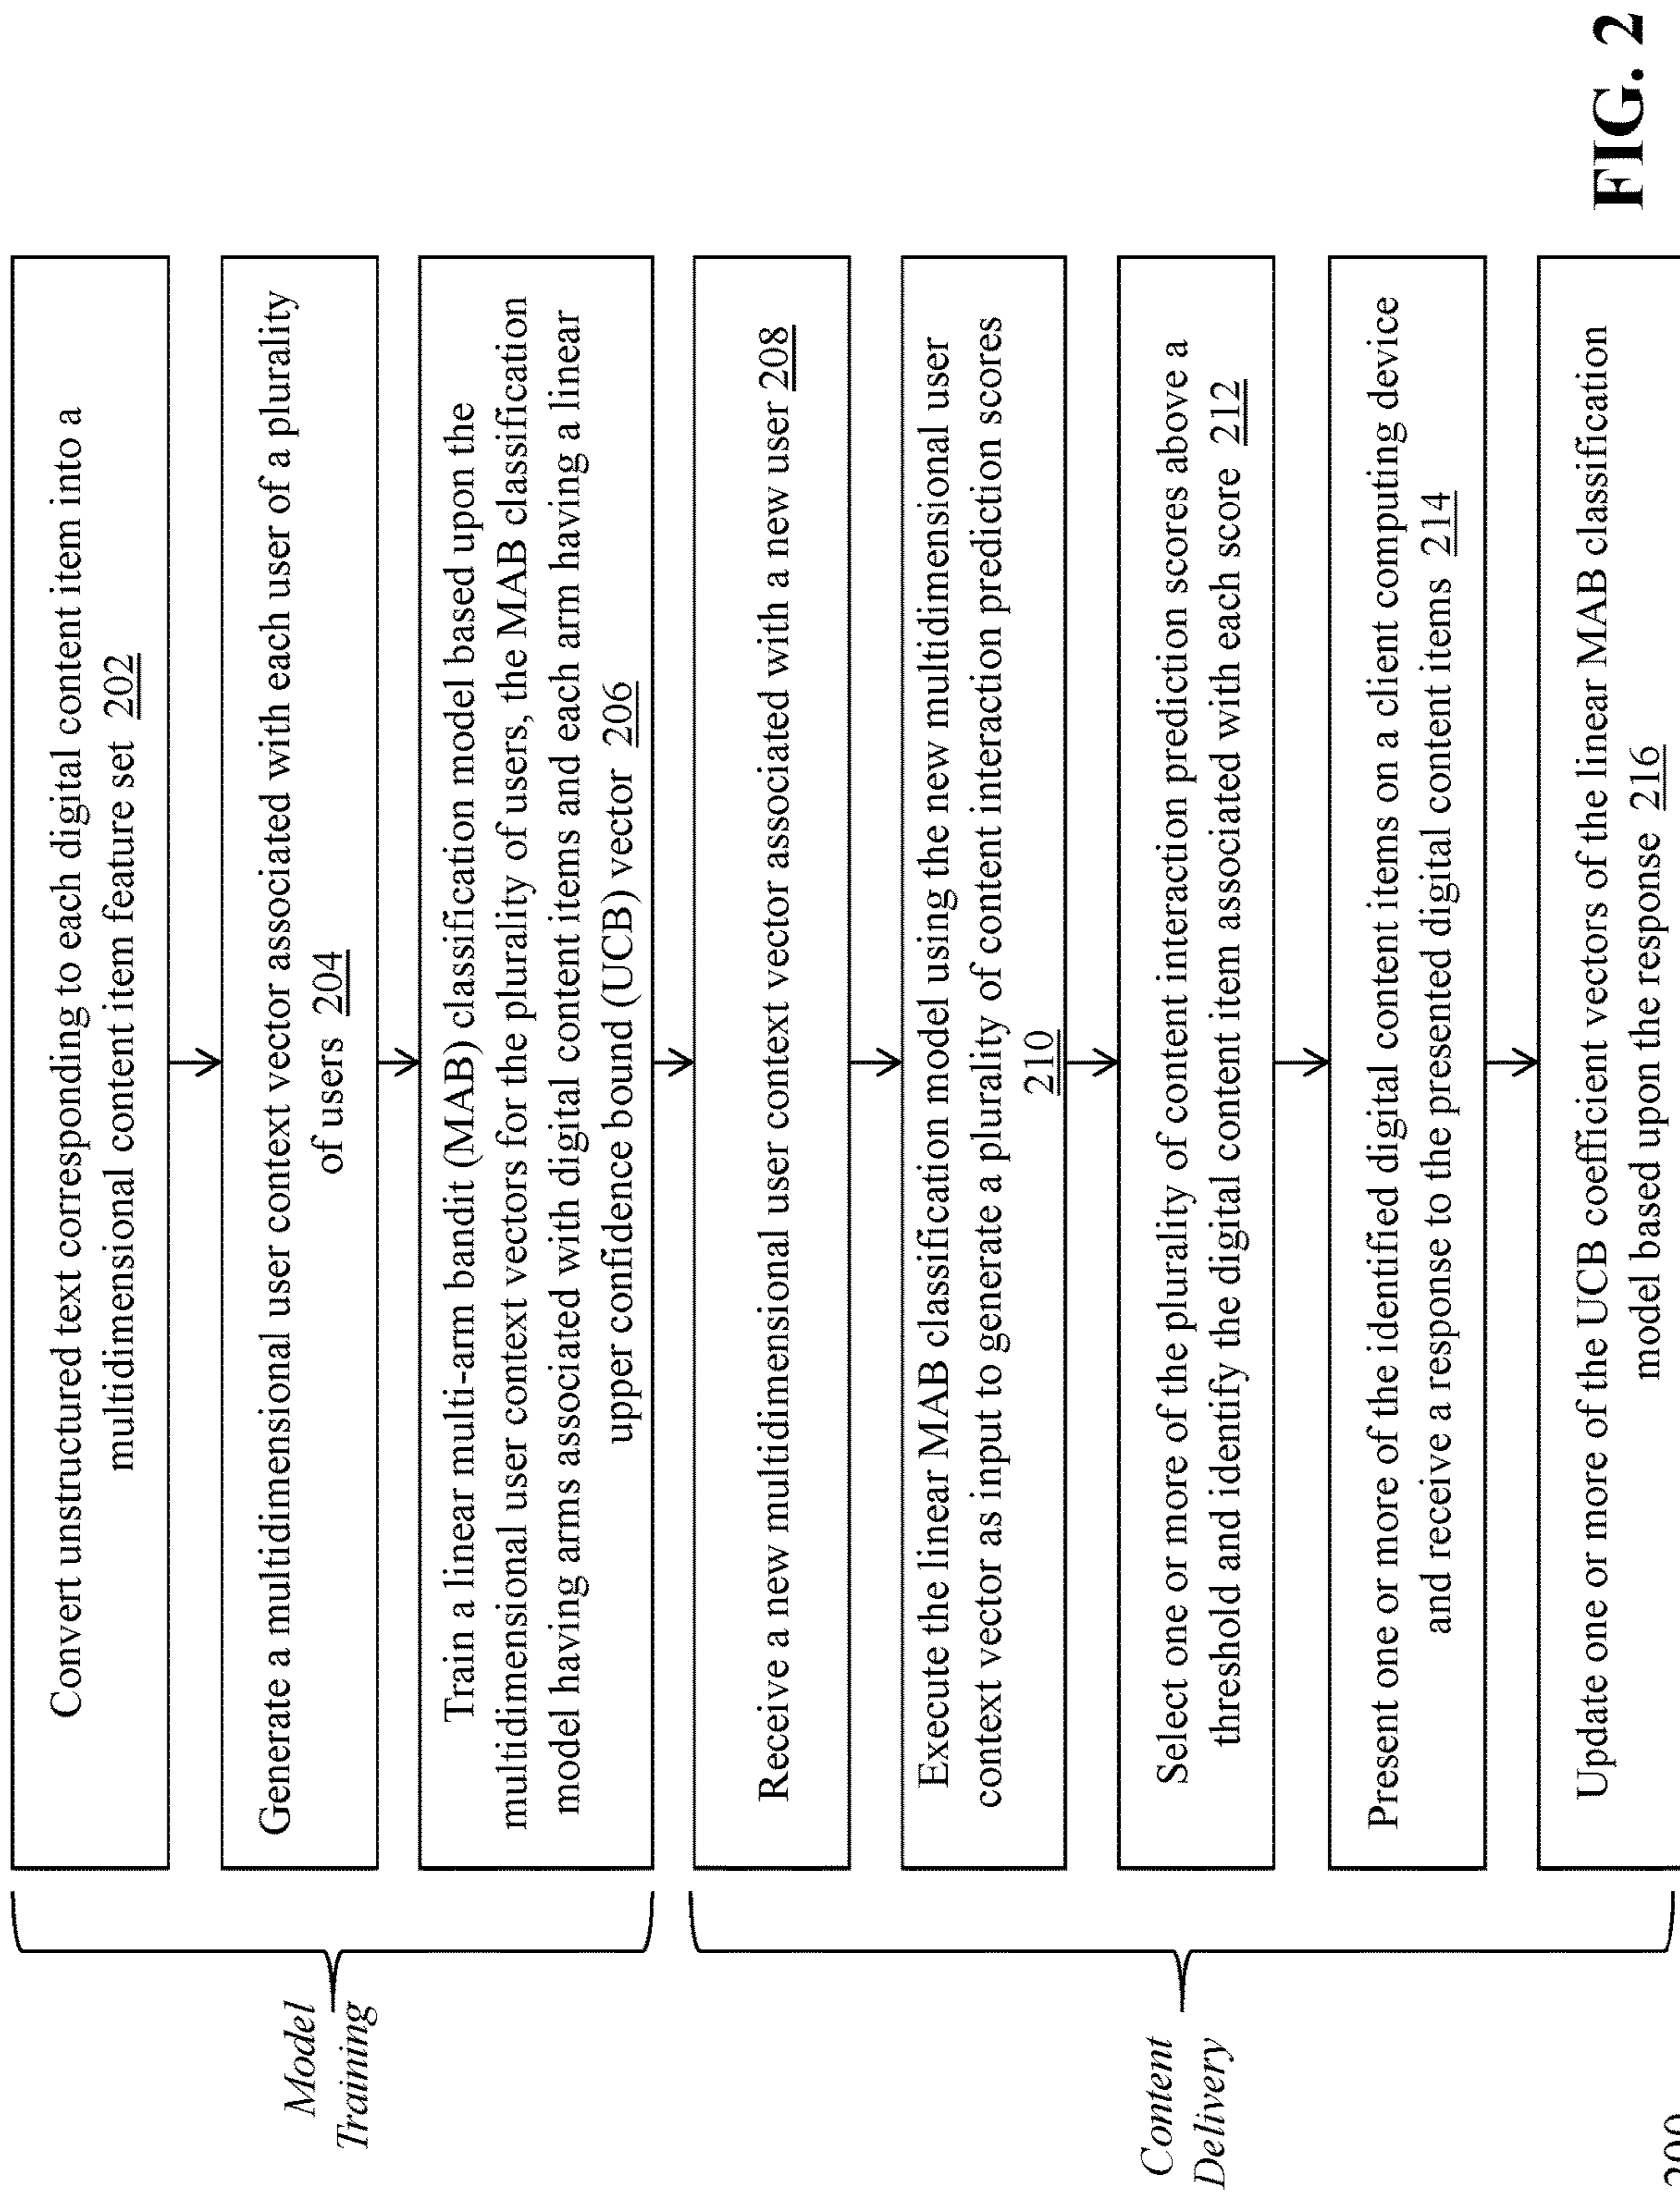 Convert unstructured text corresponding to each digital content item into a
multidimensional content item feature set 202
Generate a multidimensional user context vector associated with each user of a plurality
of users 204
Train a linear multi-arm bandit (MAB) classification model based upon the
multidimensional user context vectors for the plurality of users, the MAB classification
model having arms associated with digital content items and each arm having a linear
upper confidence bound (UCB) vector 206
Model
Training
Receive a new multidimensional user context vector associated with a new user 208
Execute the linear MAB classification model using the new multidimensional user
context vector as input to generate a plurality of content interaction prediction scores
210
Select one or more of the plurality of content interaction prediction scores above a
threshold and identify the digital content item associated with each score 212
Present one or more of the identified digital content items on a client computing device
and receive a response to the presented digital content items 214
Update one or more of the UCB coefficient vectors of the linear MAB classification
model based upon the response 216
Content
Delivery
FIG. 2